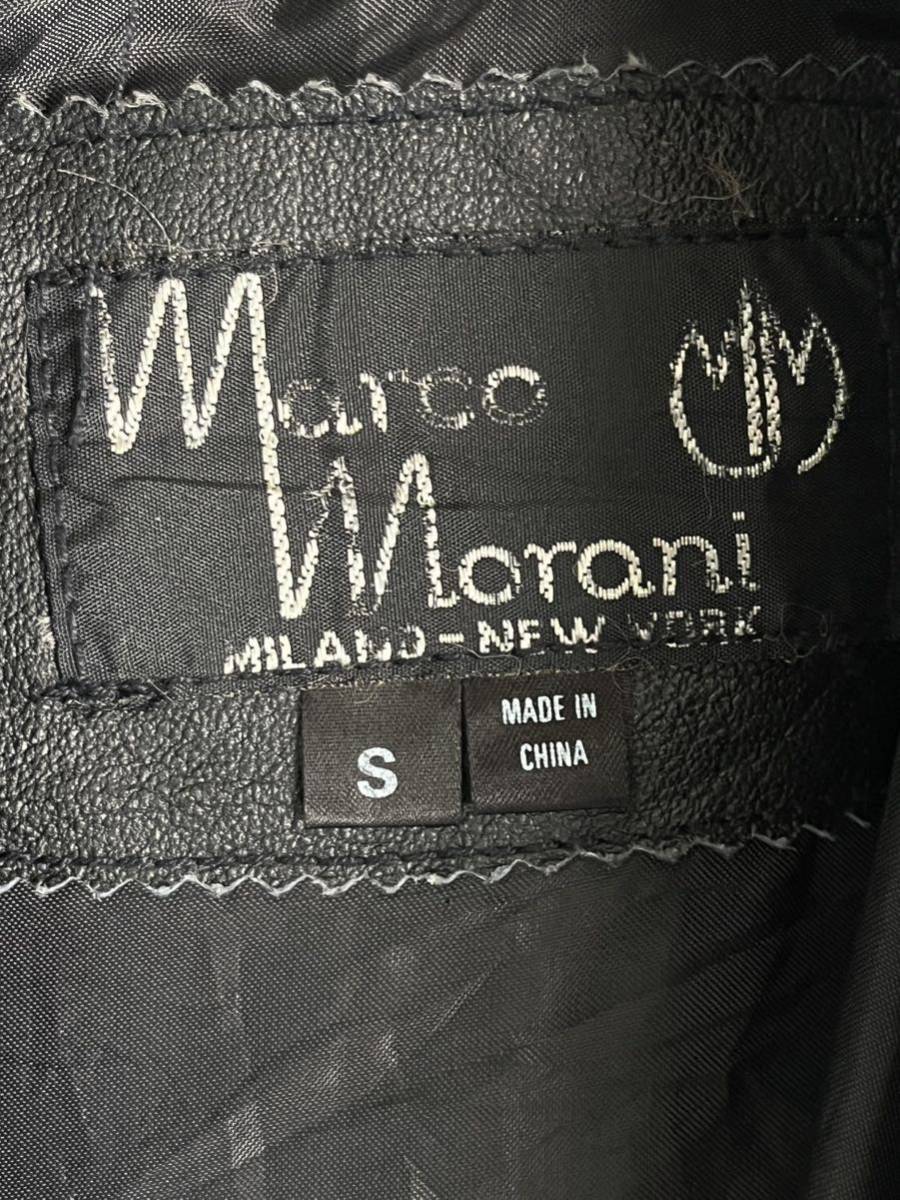 Marco
Morani
MILANO - NEW YORK
S
MADE IN
CHINA